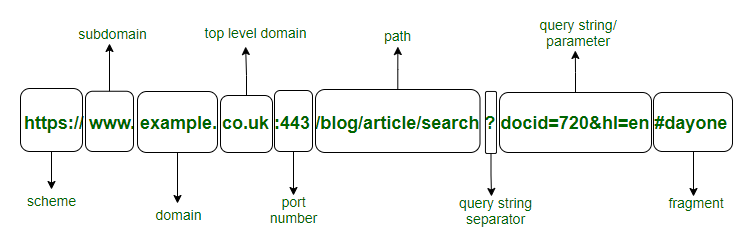 subdomain
top level domain
path
query string/
parameter
https://www.example.co.uk:443/blog/article/search?docid=720&hl=en#dayone
scheme
domain
port
number
query string
separator
fragment